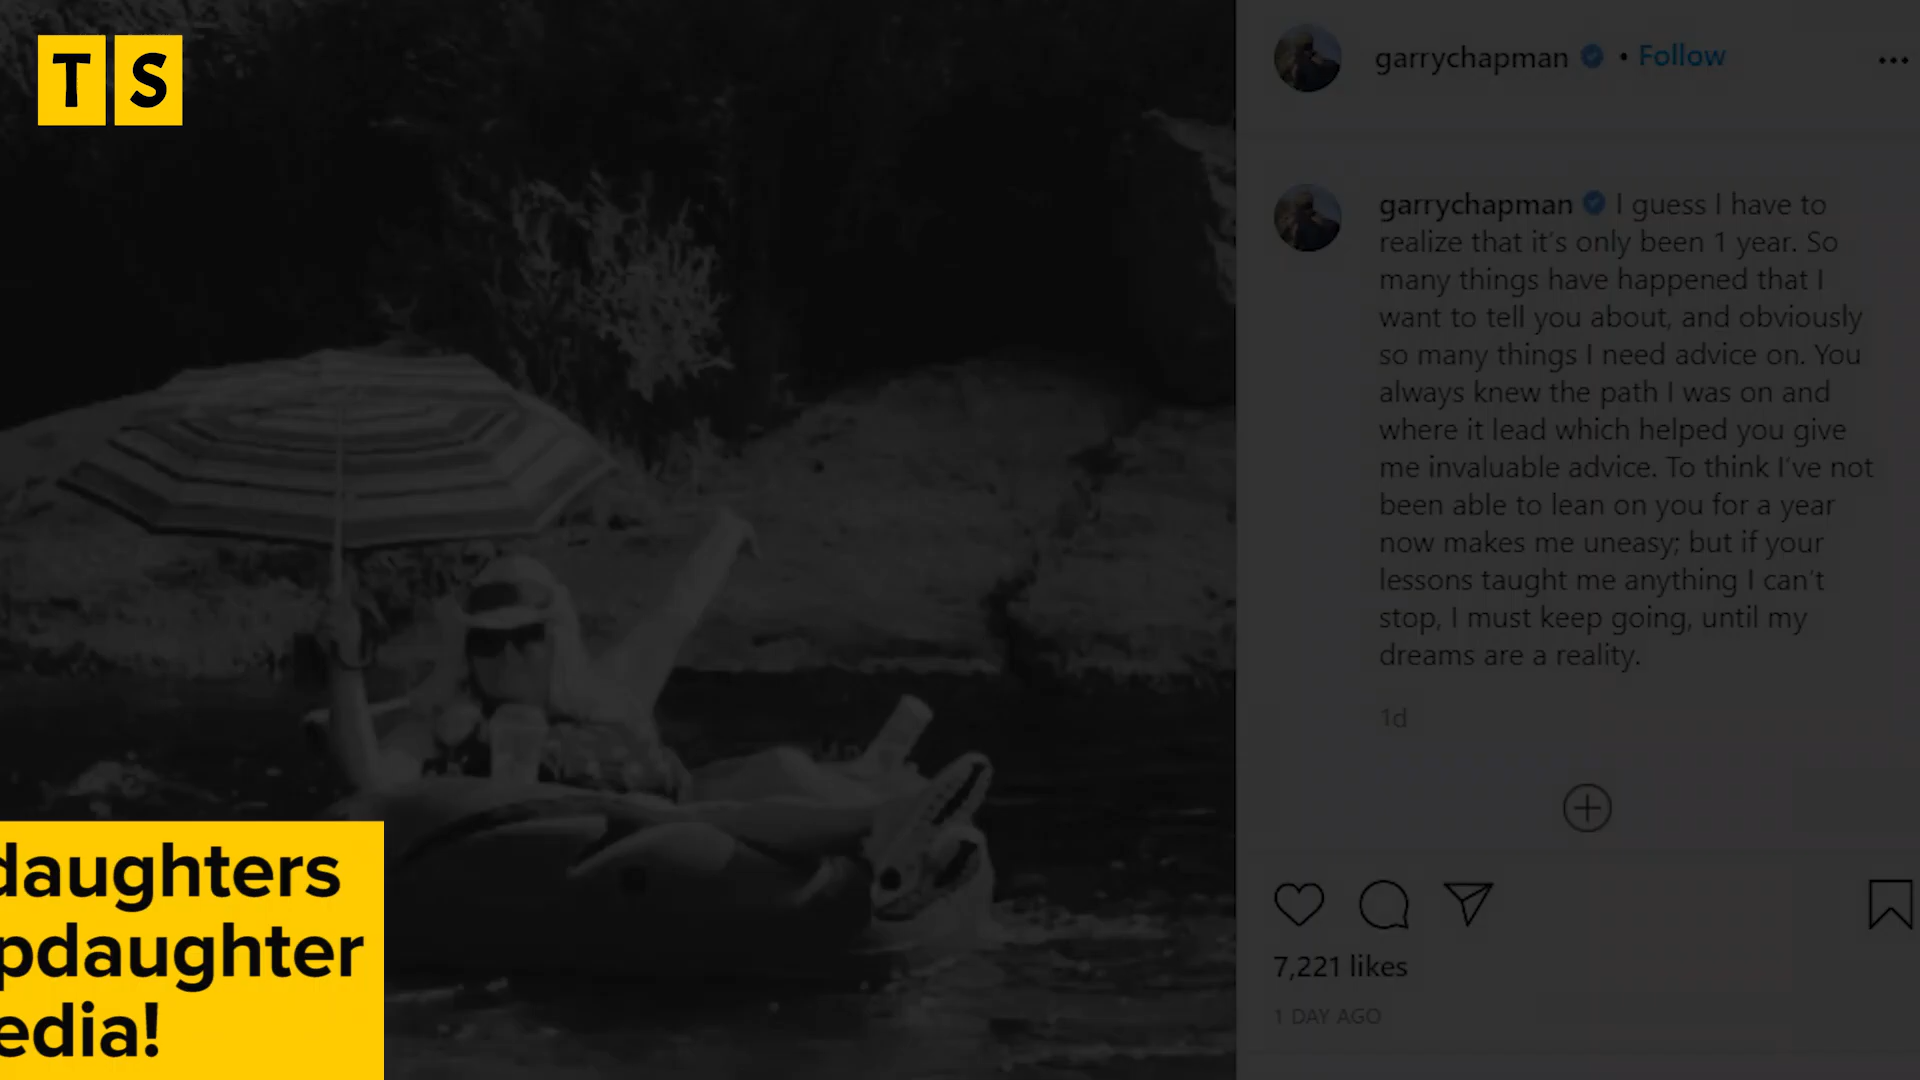 TS
garrychapman • Follow
garrychapman I guess I have to
realize that it's only been 1 year. So
many things have happened that I
want to tell you about, and obviously
so many things I need advice on. You
always knew the path I was on and
where it lead which helped you give
me invaluable advice. To think I've not
been able to lean on you for a year
now makes me uneasy; but if your
lessons taught me anything I can't
stop, I must keep going, until my
dreams are a reality.
1d
7,221 likes
1 DAY AGO
daughters
pdaughter
edia!